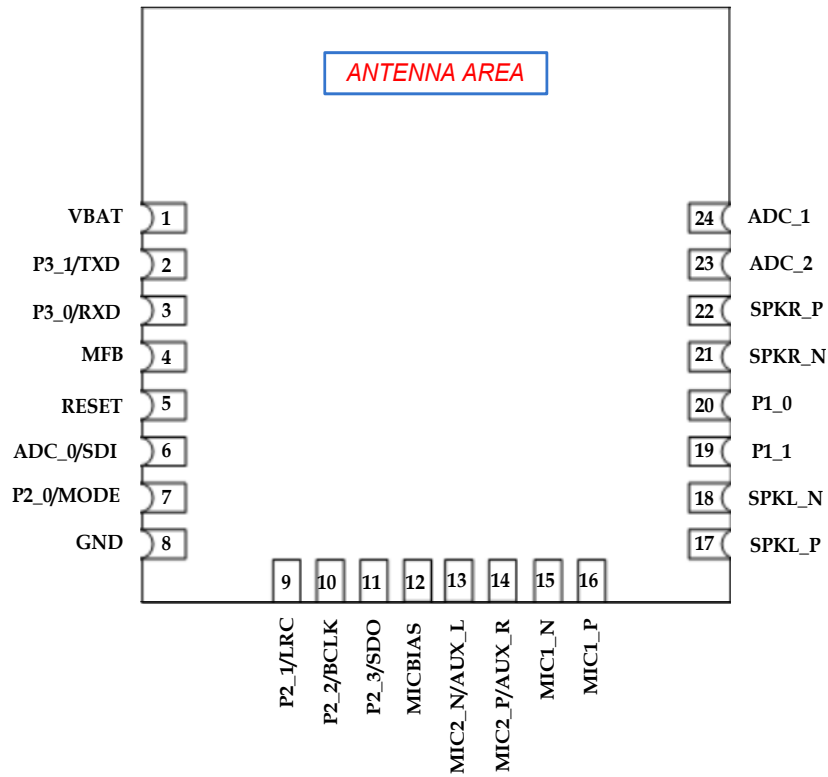 ANTENNA AREA
VBAT 1
P3_1/TXD 2
P3_0/RXD 3
MFB 4
RESET 5
ADC_0/SDI 6
P2_0/MODE 7
GND 8
24 ADC_1
23 ADC_2
22 SPKR_P
21 SPKR_N
20 P1_0
19 P1_1
18 SPKL_N
17 SPKL_P
9 10 11 12 13 14 15 16
P2_1/LRC
P2_2/BCLK
P2_3/SDO
MICBIAS
MIC2_N/AUX_L
MIC2_P/AUX_R
MIC1_N
MIC1_P